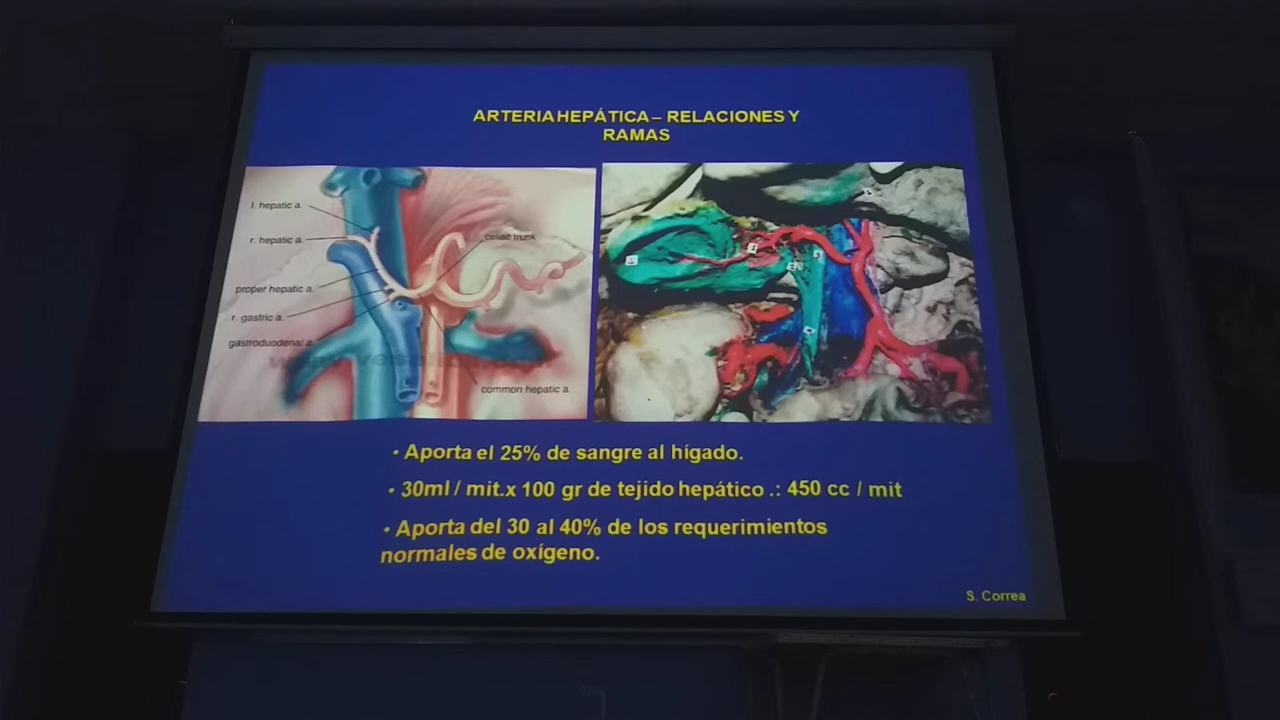 ARTERIA HEPÁTICA – RELACIONES Y
RAMAS
l. hepatic a.
r. hepatic a.
celiac trunk
proper hepatic a.
r. gastric a.
gastroduodenal a.
common hepatic a.
• Aporta el 25% de sangre al hígado.
• 30ml / mit.x 100 gr de tejido hepático .: 450 cc / mit
• Aporta del 30 al 40% de los requerimientos
normales de oxígeno.
S. Correa